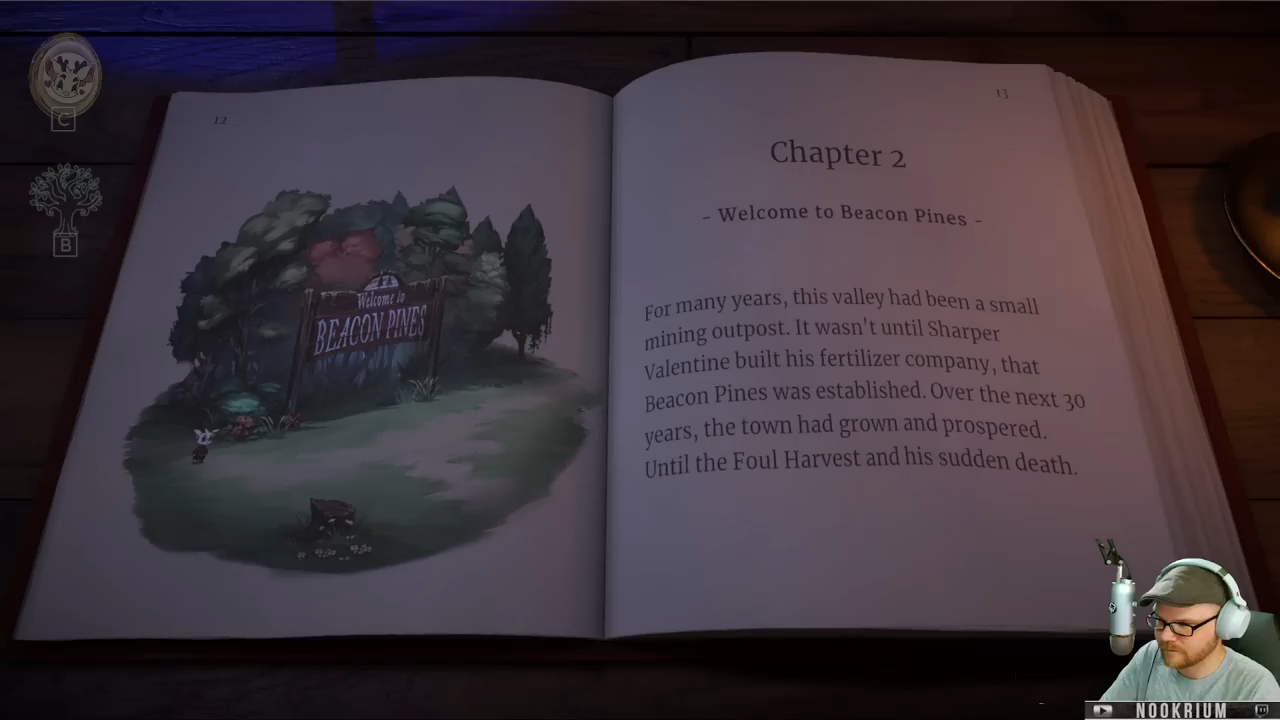 12
13
Chapter 2
- Welcome to Beacon Pines -
Welcome to
BEACON PINES
For many years, this valley had been a small
mining outpost. It wasn't until Sharper
Valentine built his fertilizer company, that
Beacon Pines was established. Over the next 30
years, the town had grown and prospered.
Until the Foul Harvest and his sudden death.
C
B
NOOKRIUM